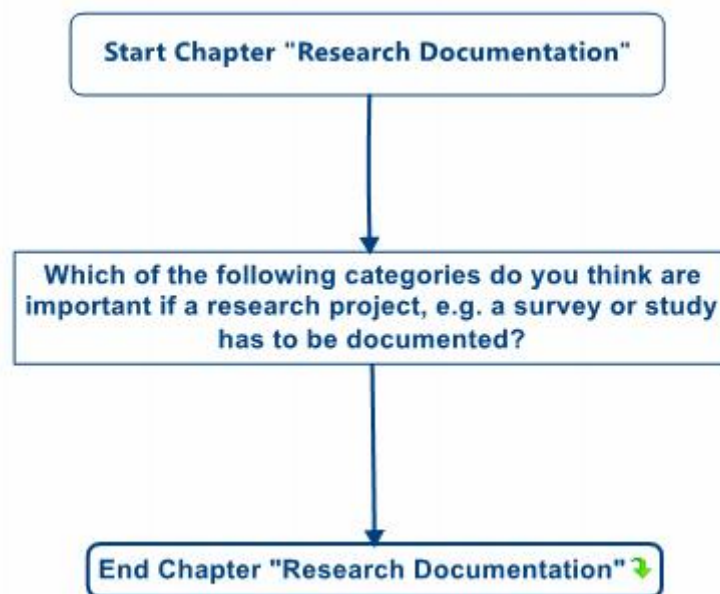 Start Chapter "Research Documentation"
Which of the following categories do you think are
important if a research project, e.g. a survey or study
has to be documented?
End Chapter "Research Documentation"